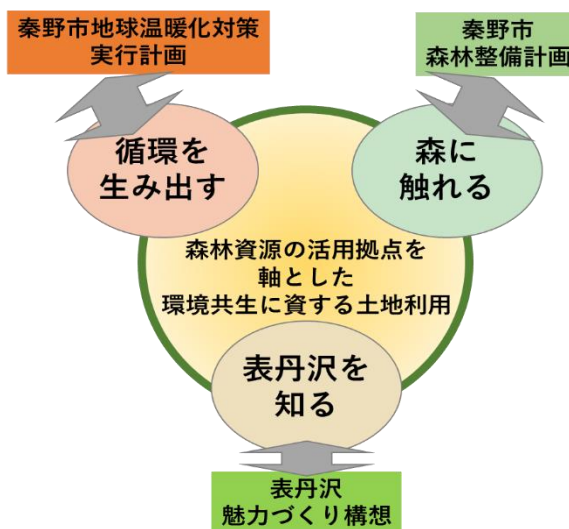 秦野市地球温暖化対策
実行計画
秦野市
森林整備計画
循環を
生み出す
森に
触れる
森林資源の活用拠点を
軸とした
環境共生に資する土地利用
表丹沢を
知る
表丹沢
魅力づくり構想